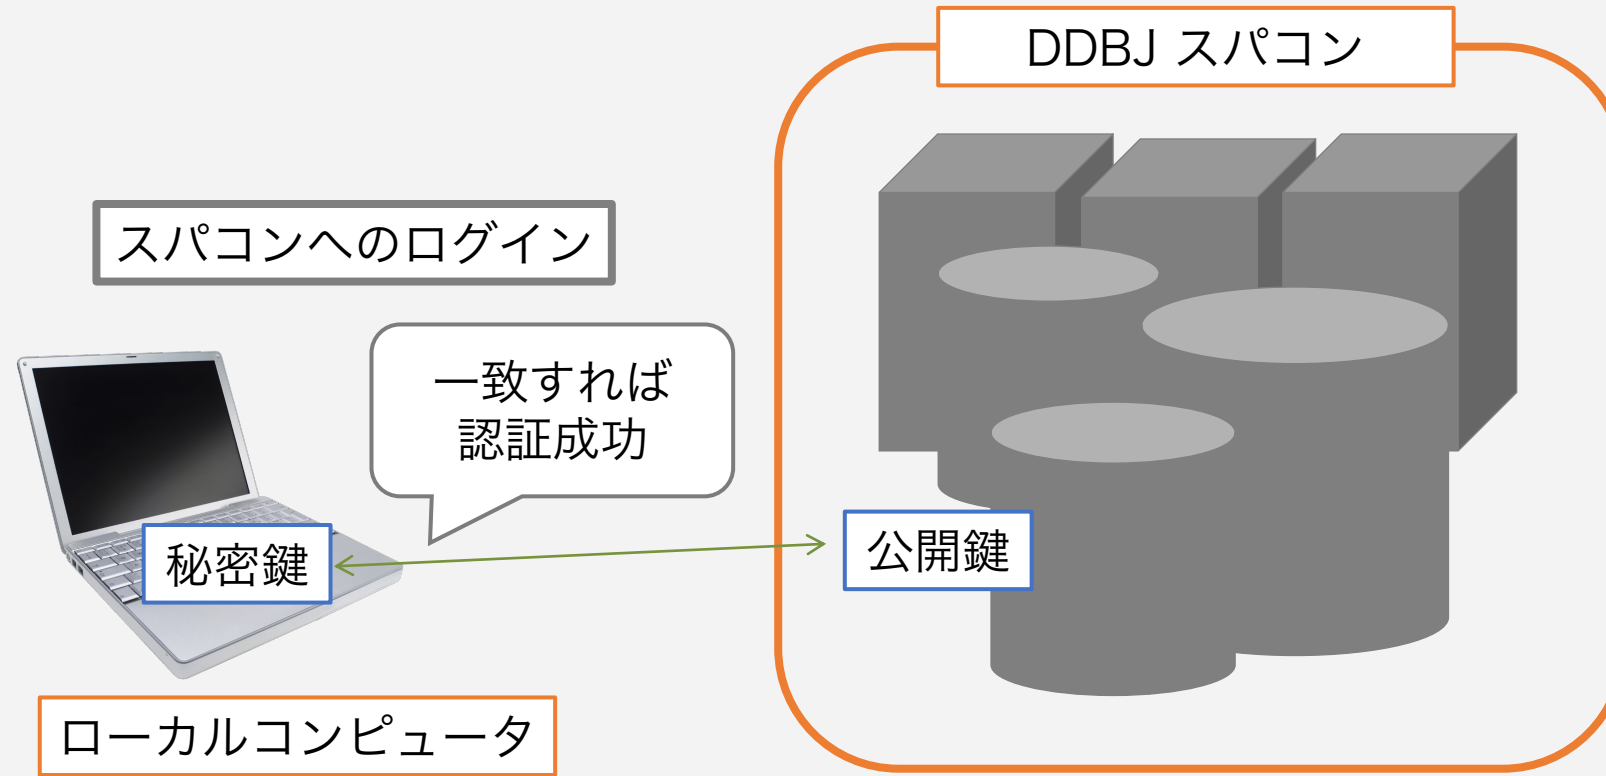 DDBJ スパコン
スパコンへのログイン
一致すれば
認証成功
秘密鍵
公開鍵
ローカルコンピュータ